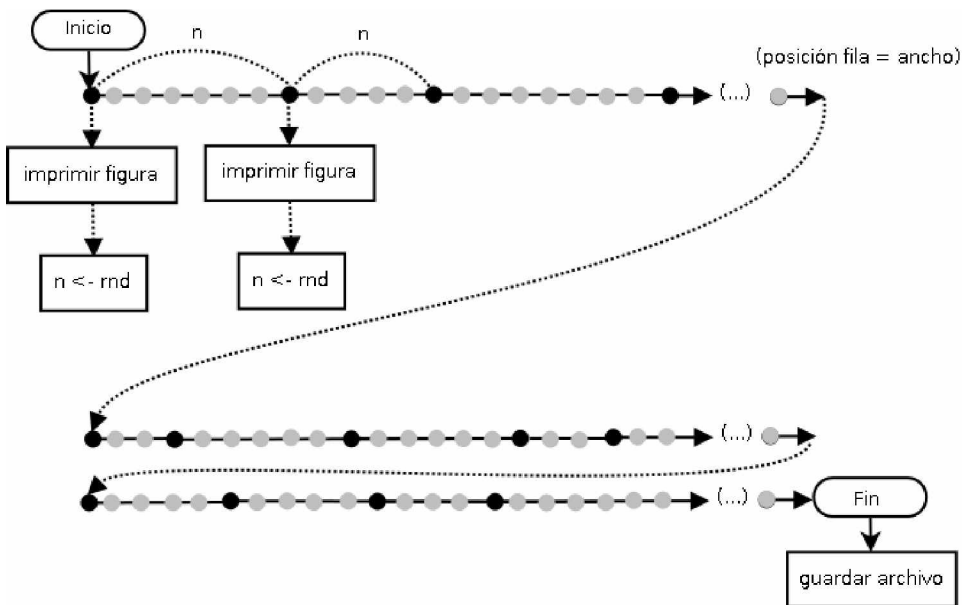 Inicio
n
n
(posición fila = ancho)
(...)
imprimir figura
imprimir figura
n <- rnd
n <- rnd
(...)
(...)
Fin
guardar archivo